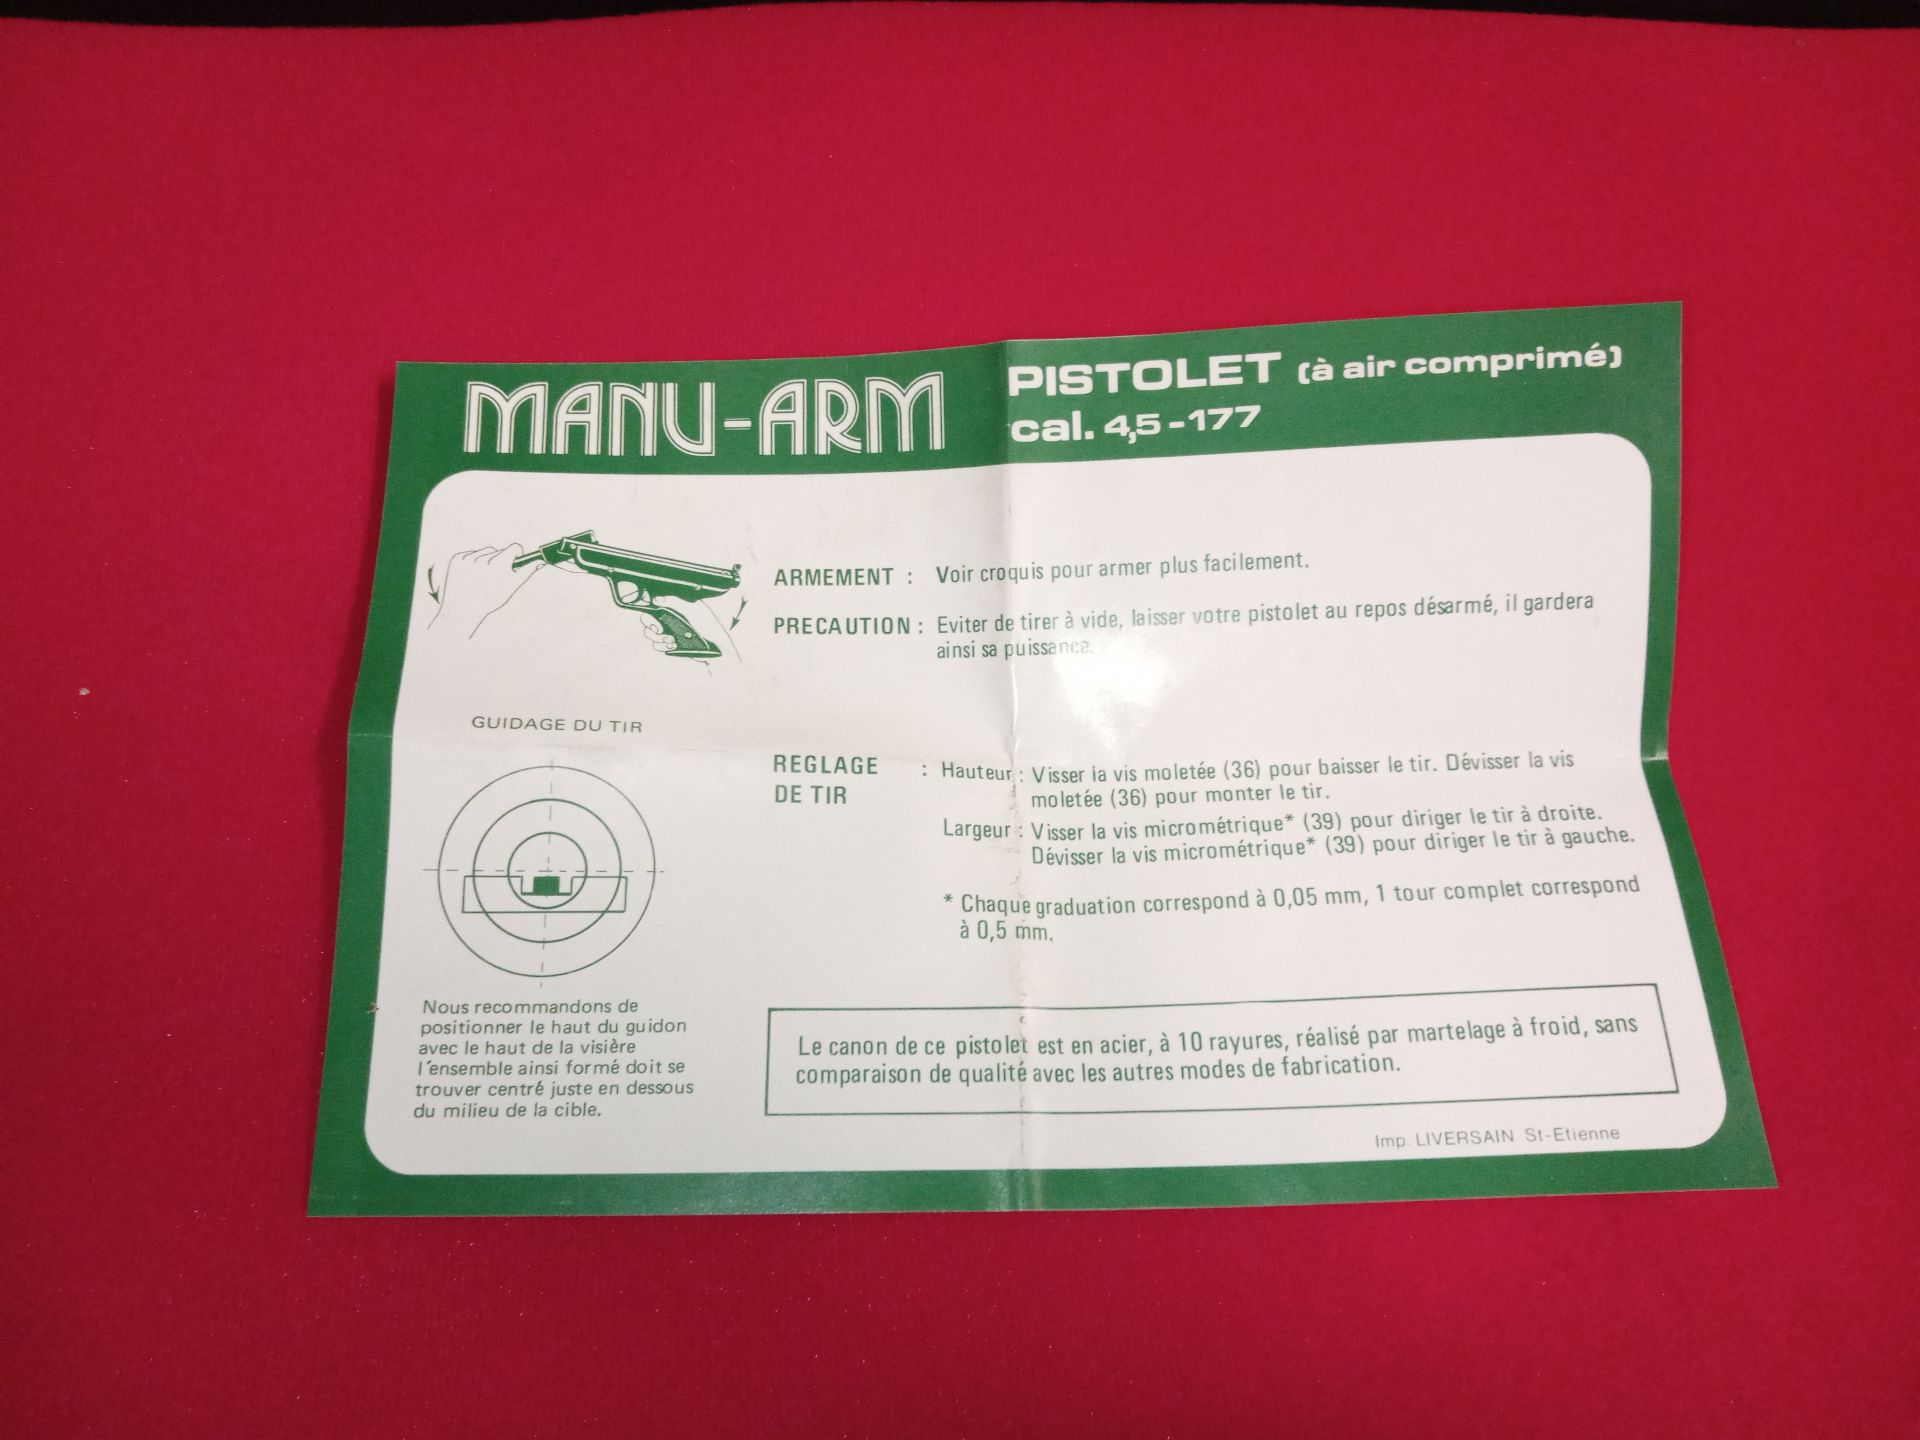 MANU-ARM
PISTOLET (à air comprimé)
cal. 4,5-177
ARMEMENT : Voir croquis pour armer plus facilement.
PRECAUTION : Eviter de tirer à vide, laisser votre pistolet au repos désarmé, il gardera
ainsi sa puissance.
GUIDAGE DU TIR
Nous recommandons de
positionner le haut du guidon
avec le haut de la visière
l'ensemble ainsi formé doit se
trouver centré juste en dessous
du milieu de la cible.
REGLAGE
DE TIR
: Hauteur : Visser la vis moletée (36) pour baisser le tir. Dévisser la vis
moletée (36) pour monter le tir.
Largeur : Visser la vis micrométrique* (39) pour diriger le tir à droite.
Dévisser la vis micrométrique* (39) pour diriger le tir à gauche.
* Chaque graduation correspond à 0,05 mm, 1 tour complet correspond
à 0,5 mm.
Le canon de ce pistolet est en acier, à 10 rayures, réalisé par martelage à froid, sans
comparaison de qualité avec les autres modes de fabrication.
Imp. LIVERSAIN St-Etienne